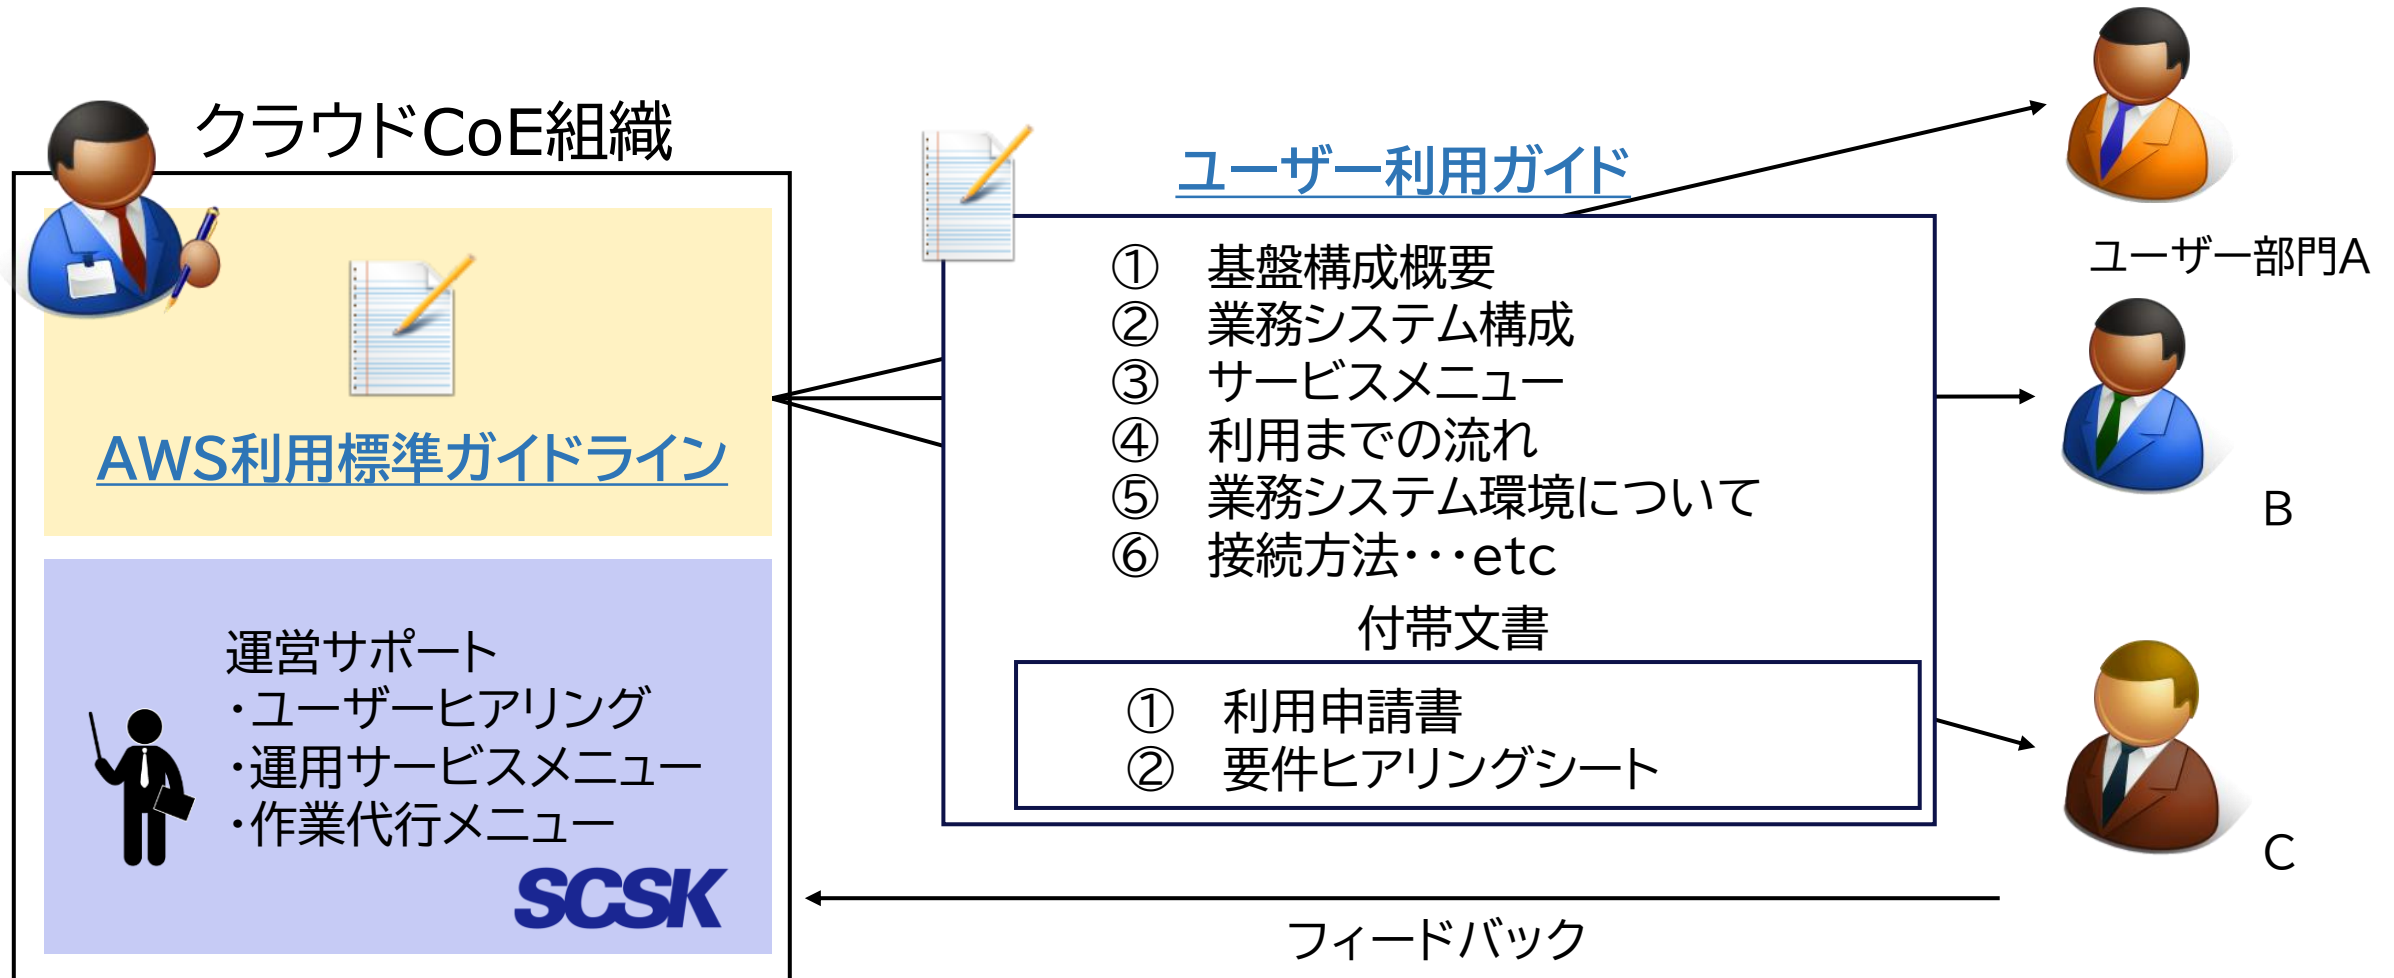 クラウドCoE組織
AWS利用標準ガイドライン
運営サポート
・ユーザーヒアリング
・運用サービスメニュー
・作業代行メニュー
SCSK
ユーザー利用ガイド
① 基盤構成概要
② 業務システム構成
③ サービスメニュー
④ 利用までの流れ
⑤ 業務システム環境について
⑥ 接続方法・・・etc
付帯文書
① 利用申請書
② 要件ヒアリングシート
フィードバック
ユーザー部門A
B
C